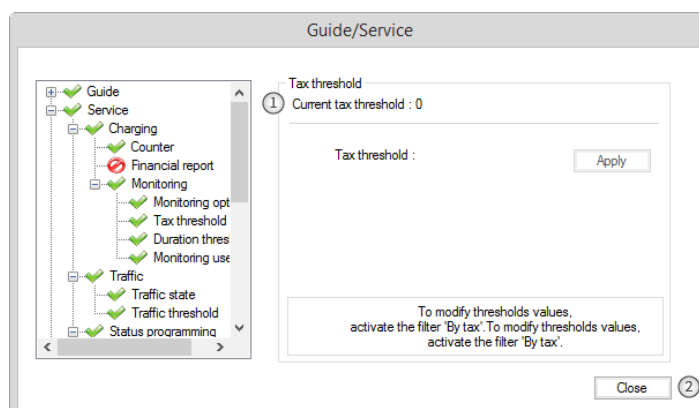 Guide/Service
Guide
Service
Charging
Counter
Financial report
Monitoring
Monitoring opt
Tax threshold
Duration thres
Monitoring use
Traffic
Traffic state
Traffic threshold
Status programming
Tax threshold
1 Current tax threshold : 0
Tax threshold :
Apply
To modify thresholds values,
activate the filter 'By tax'.To modify thresholds values,
activate the filter 'By tax'.
Close 2